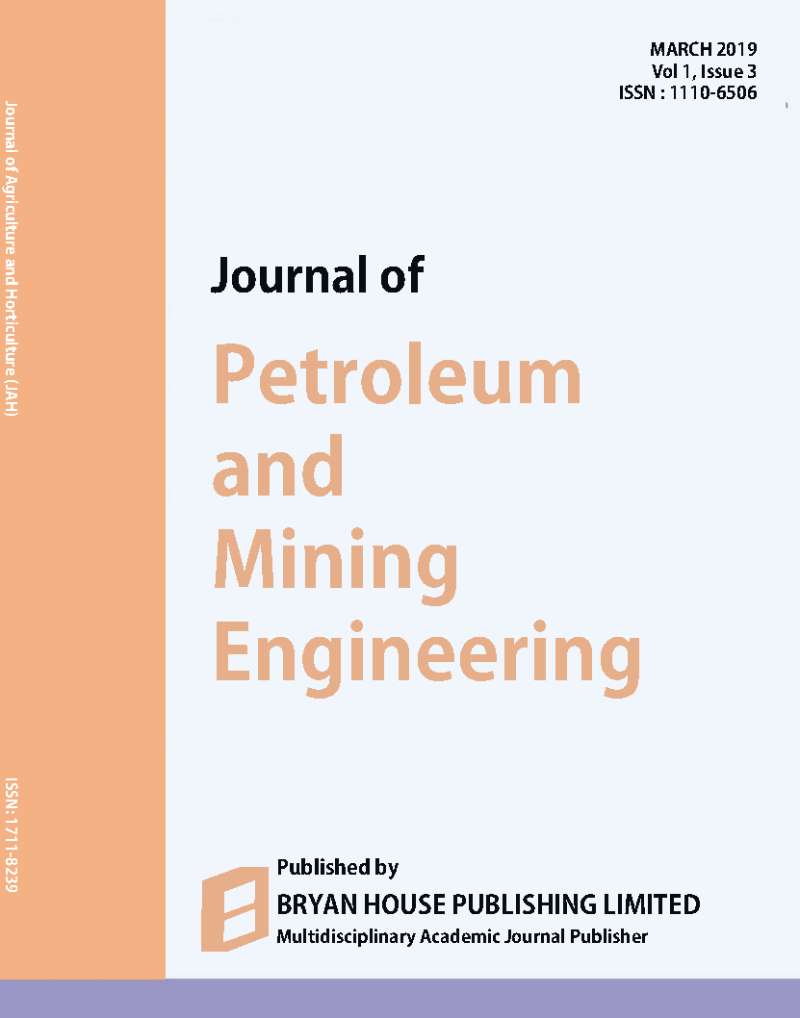 MARCH 2019
Vol 1, Issue 3
ISSN : 1110-6506
Journal of Agriculture and Horticulture (JAH)
Journal of
Petroleum
and
Mining
Engineering
ISSN: 1711-8239
Published by
BRYAN HOUSE PUBLISHING LIMITED
Multidisciplinary Academic Journal Publisher